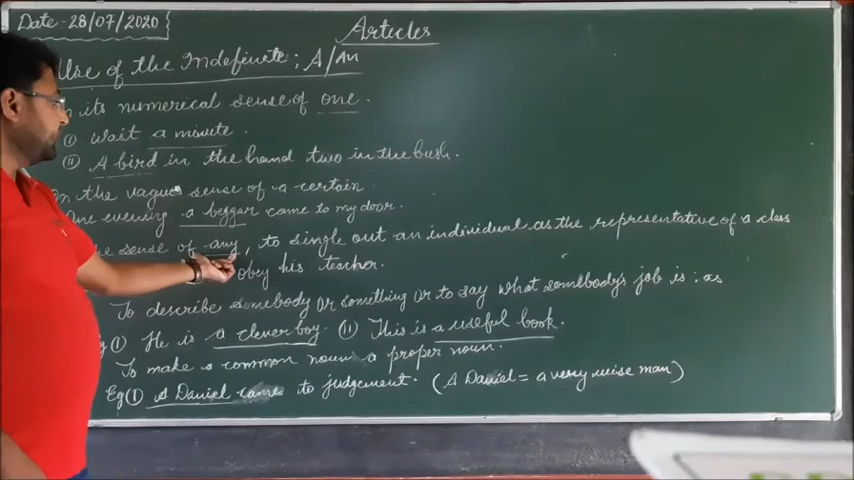 Date - 28/07/2020
Articles
Use of the Indefinete : A/An
n its numerical sense of one.
(i) Wait a minute.
(ii) A bird in the hand two in the bush.
n the vague sense of a certain
One evening a beggar came to my door.
he sense of any, to single out an individual as the representative of a class
obey his teacher.
To describe somebody or something or to say what somebody's job is ; as
g (i) He is a clever boy (ii) This is a useful book.
To make a common noun a proper noun.
Eg (i) A Daniel came to judgement. (A Daniel = a very wise man)